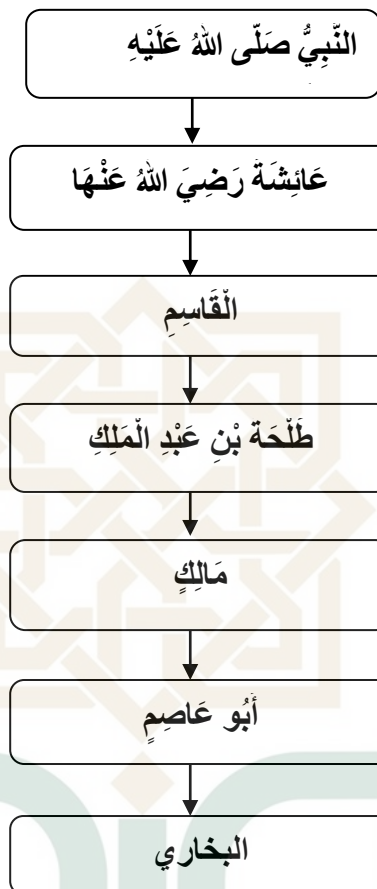 النَّبِيُّ صَلَّى اللهُ عَلَيْهِ
عَائِشَةَ رَضِيَ اللهُ عَنْهَا
الْقَاسِمِ
طَلْحَةَ بْنِ عَبْدِ الْمَلِكِ
مَالِكٍ
أَبُو عَاصِمٍ
البخاري